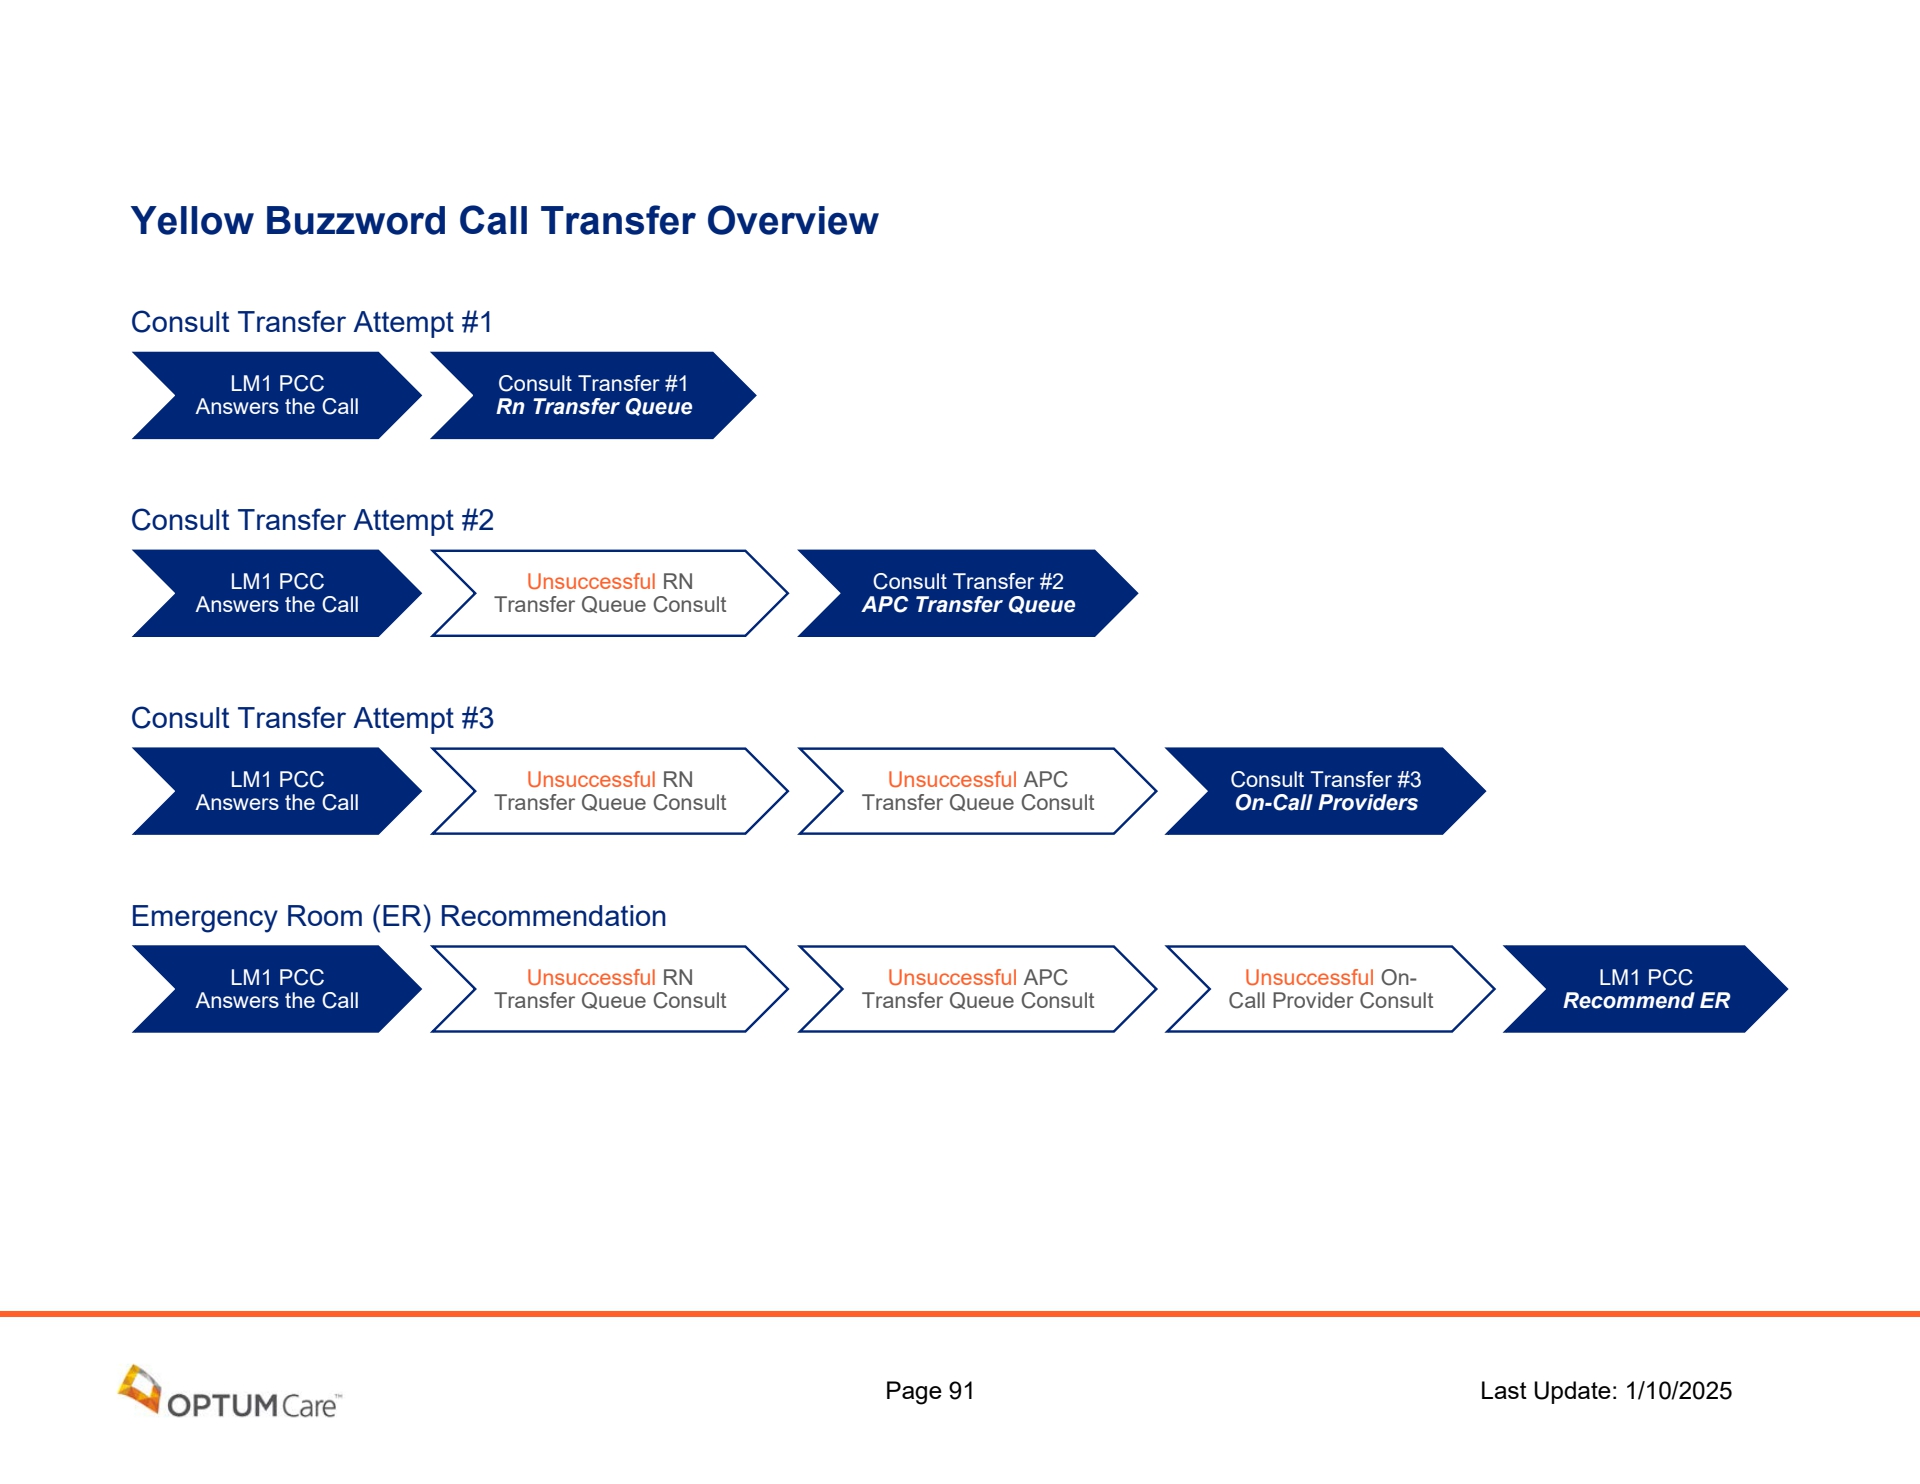 Yellow Buzzword Call Transfer Overview
Consult Transfer Attempt #1
LM1 PCC
Answers the Call
Consult Transfer #1
Rn Transfer Queue
Consult Transfer Attempt #2
LM1 PCC
Answers the Call
Unsuccessful RN
Transfer Queue Consult
Consult Transfer #2
APC Transfer Queue
Consult Transfer Attempt #3
LM1 PCC
Answers the Call
Unsuccessful RN
Transfer Queue Consult
Unsuccessful APC
Transfer Queue Consult
Consult Transfer #3
On-Call Providers
Emergency Room (ER) Recommendation
LM1 PCC
Answers the Call
Unsuccessful RN
Transfer Queue Consult
Unsuccessful APC
Transfer Queue Consult
Unsuccessful On-
Call Provider Consult
LM1 PCC
Recommend ER
OPTUMCare™
Page 91
Last Update: 1/10/2025